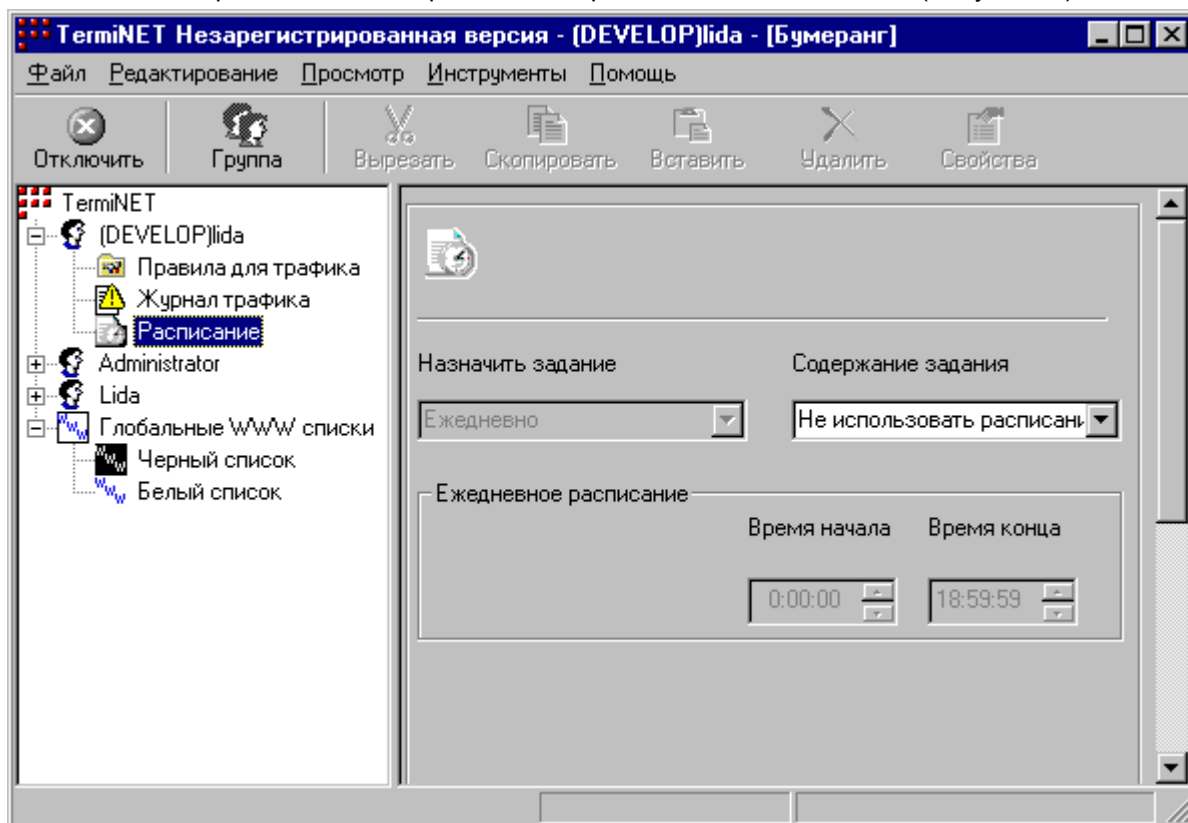 TermiNET Незарегистрированная версия - (DEVELOP)lida - [Бумеранг]
Файл Редактирование Просмотр Инструменты Помощь
Отключить Группа Вырезать Скопировать Вставить Удалить Свойства
TermiNET
(DEVELOP)lida
Правила для трафика
Журнал трафика
Расписание
Administrator
Lida
Глобальные WWW списки
Черный список
Белый список
Назначить задание Содержание задания
Ежедневно Не использовать расписани
Ежедневное расписание
Время начала Время конца
0:00:00 18:59:59